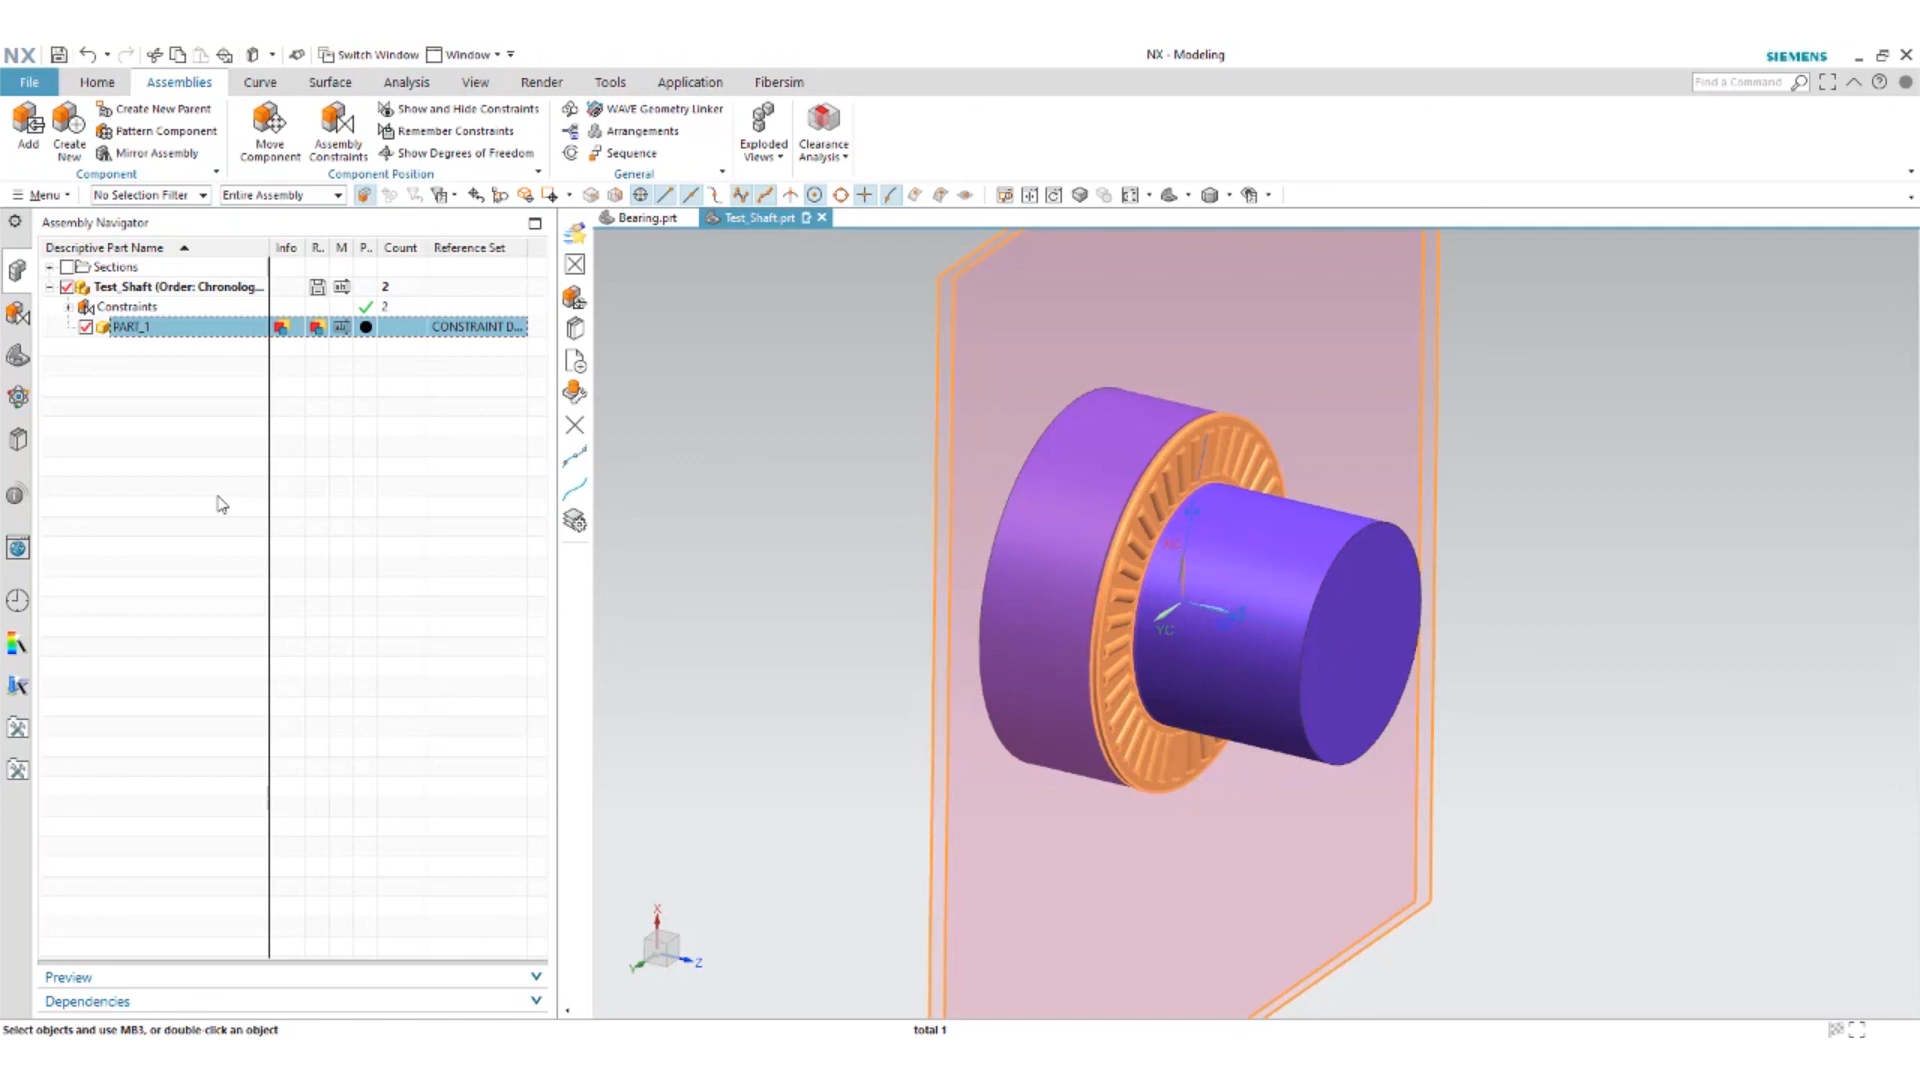 NX Switch Window Window NX - Modeling SIEMENS
File Home Assemblies Curve Surface Analysis View Render Tools Application Fibersim Find a Command
Add
Create New
Create New Parent
Pattern Component
Mirror Assembly
Component
Move Component
Assembly Constraints
Show and Hide Constraints
Remember Constraints
Show Degrees of Freedom
Component Position
WAVE Geometry Linker
Arrangements
Sequence
General
Exploded Views
Clearance Analysis
Menu No Selection Filter Entire Assembly
Assembly Navigator
Bearing.prt Test_Shaft.prt
Descriptive Part Name Info R.. M P.. Count Reference Set
Sections
Test_Shaft (Order: Chronolog... 2
Constraints 2
PART_1 CONSTRAINT D...
YC
X
Y
Z
Preview
Dependencies
Select objects and use MB3, or double-click an object total 1